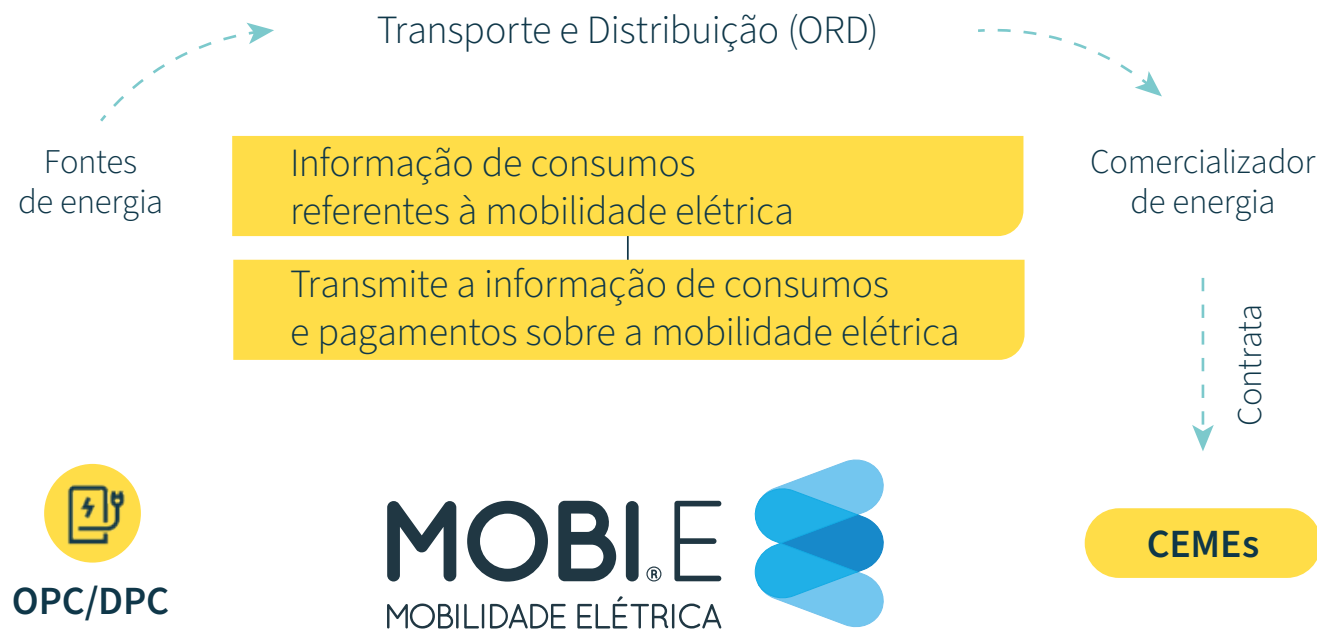 Transporte e Distribuição (ORD)
Fontes
de energia
Informação de consumos
referentes à mobilidade elétrica
Comercializador
de energia
Transmite a informação de consumos
e pagamentos sobre a mobilidade elétrica
Contrata
OPC/DPC
MOBI.E
®
MOBILIDADE ELÉTRICA
CEMEs